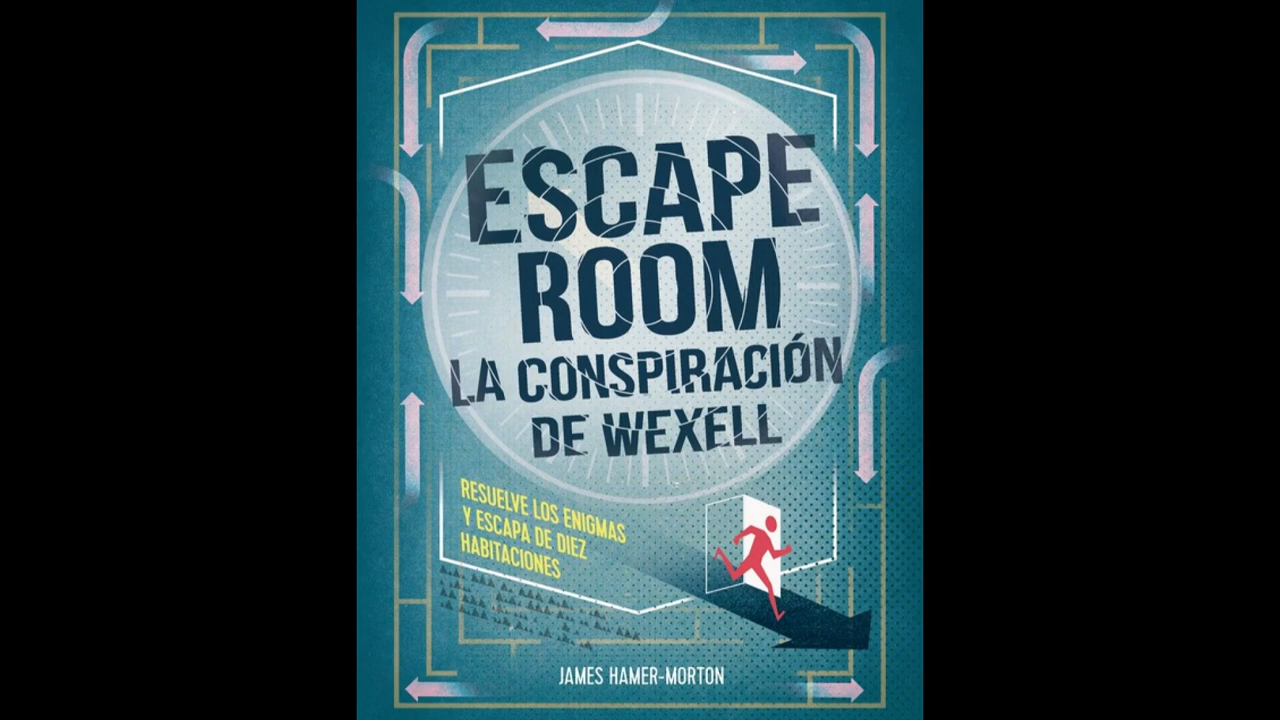 ESCAPE
ROOM
LA CONSPIRACIÓN
DE WEXELL
RESUELVE LOS ENIGMAS
Y ESCAPA DE DIEZ
HABITACIONES
JAMES HAMER-MORTON